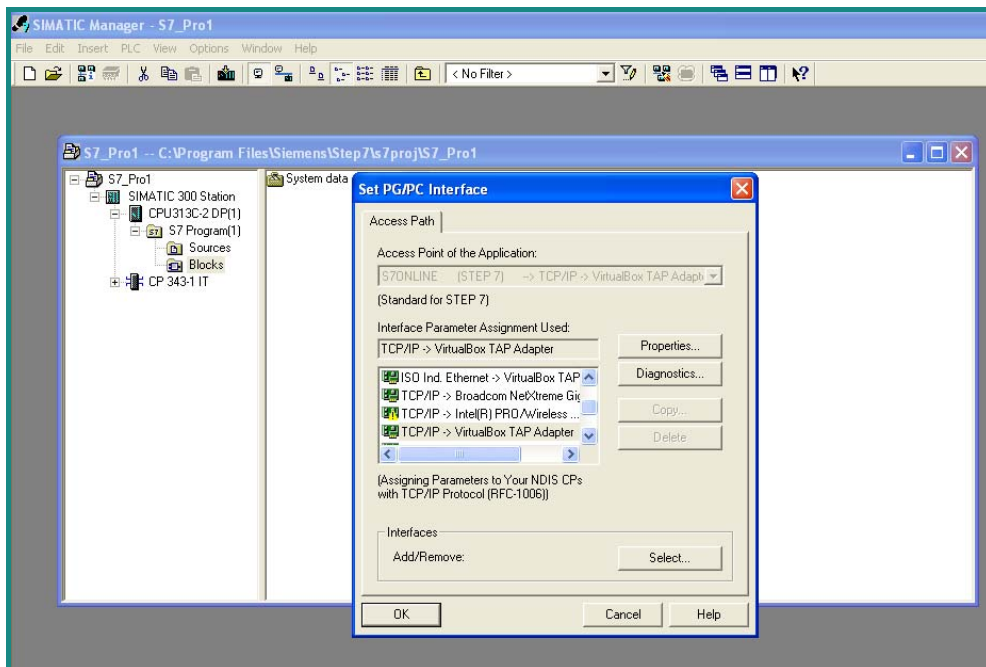 SIMATIC Manager - S7_Pro1
File Edit Insert PLC View Options Window Help
< No Filter >
S7_Pro1 -- C:\Program Files\Siemens\Step7\s7proj\S7_Pro1
S7_Pro1
SIMATIC 300 Station
CPU313C-2 DP(1)
S7 Program(1)
Sources
Blocks
CP 343-1 IT
System data
Set PG/PC Interface
Access Path
Access Point of the Application:
S7ONLINE (STEP 7) --> TCP/IP -> VirtualBox TAP Adapt
(Standard for STEP 7)
Interface Parameter Assignment Used:
TCP/IP -> VirtualBox TAP Adapter
Properties...
ISO Ind. Ethernet -> VirtualBox TAP
Diagnostics...
TCP/IP -> Broadcom NetXtreme Gig
TCP/IP -> Intel(R) PRO/Wireless ...
Copy...
TCP/IP -> VirtualBox TAP Adapter
Delete
(Assigning Parameters to Your NDIS CPs
with TCP/IP Protocol (RFC-1006))
Interfaces
Add/Remove:
Select...
OK
Cancel
Help